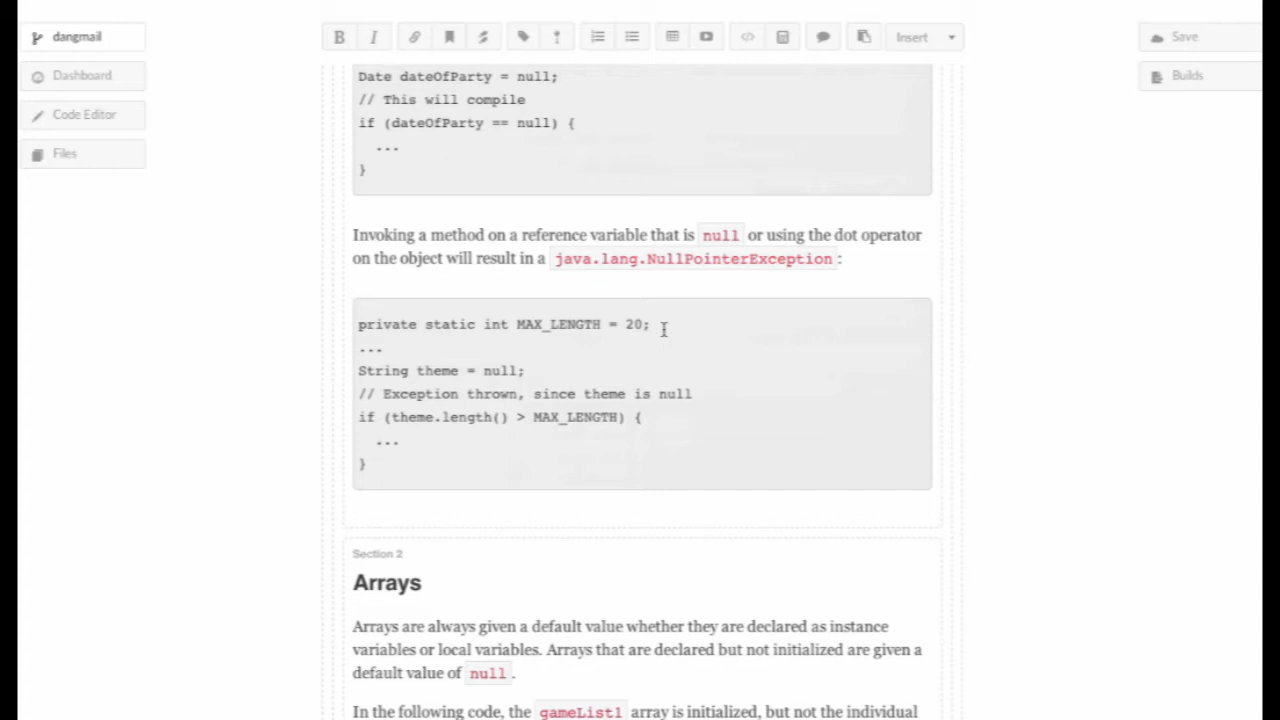 dangmail
Dashboard
Code Editor
Files
B I Insert
Save
Builds
Date dateOfParty = null;
// This will compile
if (dateOfParty == null) {
...
}
Invoking a method on a reference variable that is null or using the dot operator
on the object will result in a java.lang.NullPointerException :
private static int MAX_LENGTH = 20;
...
String theme = null;
// Exception thrown, since theme is null
if (theme.length() > MAX_LENGTH) {
...
}
Section 2
Arrays
Arrays are always given a default value whether they are declared as instance
variables or local variables. Arrays that are declared but not initialized are given a
default value of null .
In the following code, the gameList1 array is initialized, but not the individual